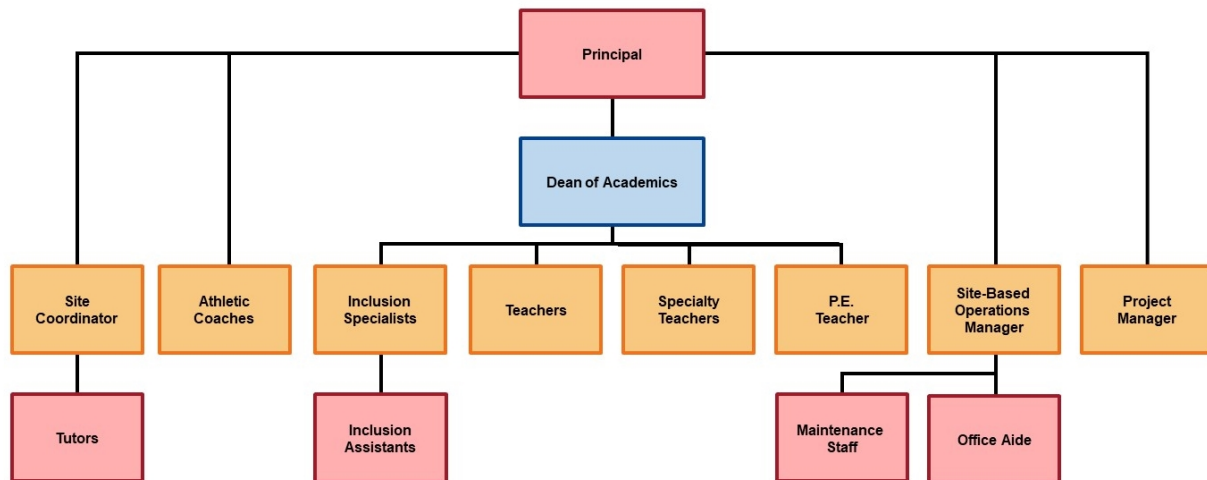 Principal
Dean of Academics
Site
Coordinator
Athletic
Coaches
Inclusion
Specialists
Teachers
Specialty
Teachers
P.E.
Teacher
Site-Based
Operations
Manager
Project
Manager
Tutors
Inclusion
Assistants
Maintenance
Staff
Office Aide